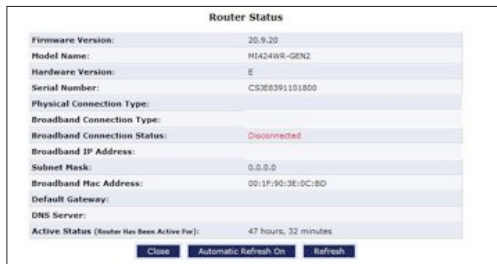 Router Status
Firmware Version: 20.9.20
Model Name: MI424WR-GEN2
Hardware Version: E
Serial Number: CSJE8391101800
Physical Connection Type:
Broadband Connection Type:
Broadband Connection Status: Disconnected
Broadband IP Address:
Subnet Mask: 0.0.0.0
Broadband Mac Address: 00:1F:90:3E:0C:BD
Default Gateway:
DNS Server:
Active Status (Router Has Been Active For): 47 hours, 32 minutes
Close Automatic Refresh On Refresh